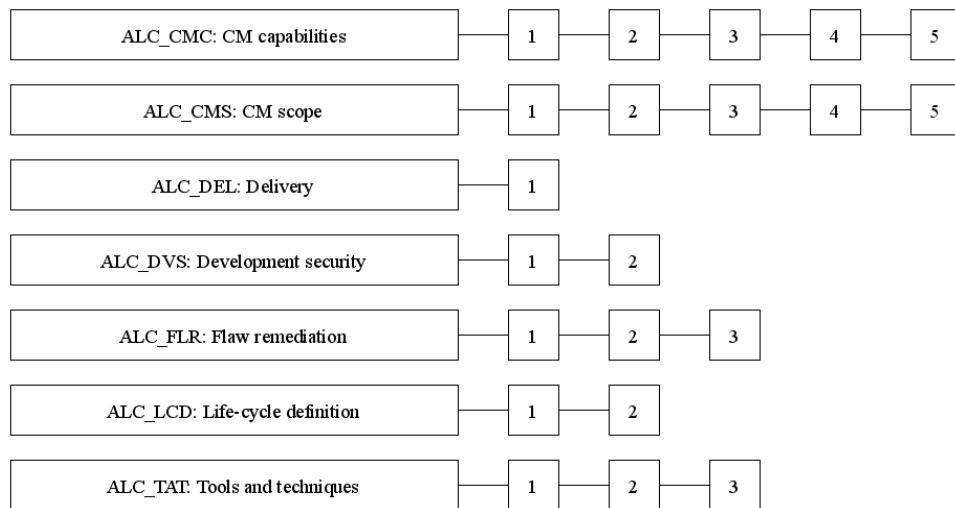 ALC_CMC: CM capabilities 1 2 3 4 5
ALC_CMS: CM scope 1 2 3 4 5
ALC_DEL: Delivery 1
ALC_DVS: Development security 1 2
ALC_FLR: Flaw remediation 1 2 3
ALC_LCD: Life-cycle definition 1 2
ALC_TAT: Tools and techniques 1 2 3